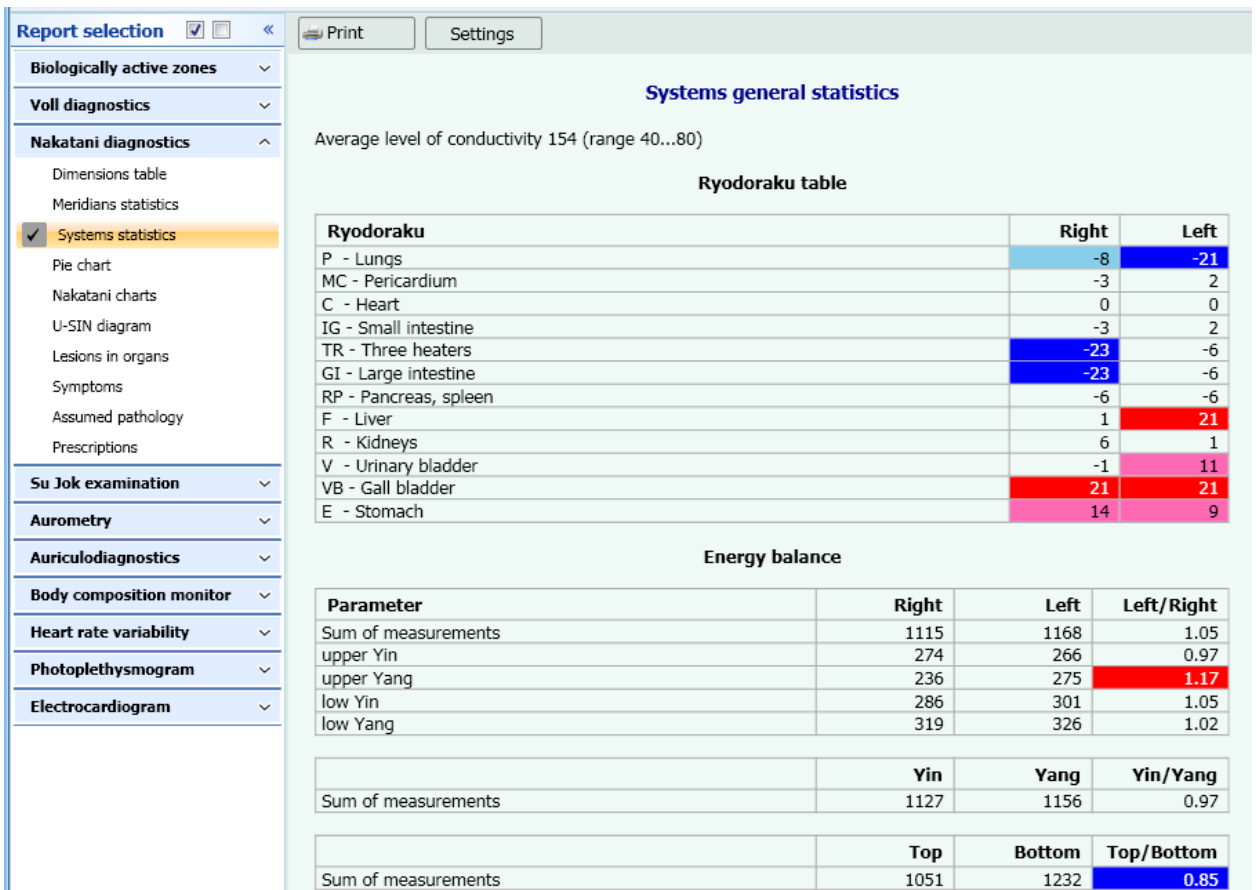 Report selection
Biologically active zones
Voll diagnostics
Nakatani diagnostics
Dimensions table
Meridians statistics
Systems statistics
Pie chart
Nakatani charts
U-SIN diagram
Lesions in organs
Symptoms
Assumed pathology
Prescriptions
Su Jok examination
Aurometry
Auriculodiagnostics
Body composition monitor
Heart rate variability
Photoplethysmogram
Electrocardiogram
Print Settings
Systems general statistics
Average level of conductivity 154 (range 40...80)
Ryodoraku table
Ryodoraku Right Left
P - Lungs -8 -21
MC - Pericardium -3 2
C - Heart 0 0
IG - Small intestine -3 2
TR - Three heaters -23 -6
GI - Large intestine -23 -6
RP - Pancreas, spleen -6 -6
F - Liver 1 21
R - Kidneys 6 1
V - Urinary bladder -1 11
VB - Gall bladder 21 21
E - Stomach 14 9
Energy balance
Parameter Right Left Left/Right
Sum of measurements 1115 1168 1.05
upper Yin 274 266 0.97
upper Yang 236 275 1.17
low Yin 286 301 1.05
low Yang 319 326 1.02
Yin Yang Yin/Yang
Sum of measurements 1127 1156 0.97
Top Bottom Top/Bottom
Sum of measurements 1051 1232 0.85